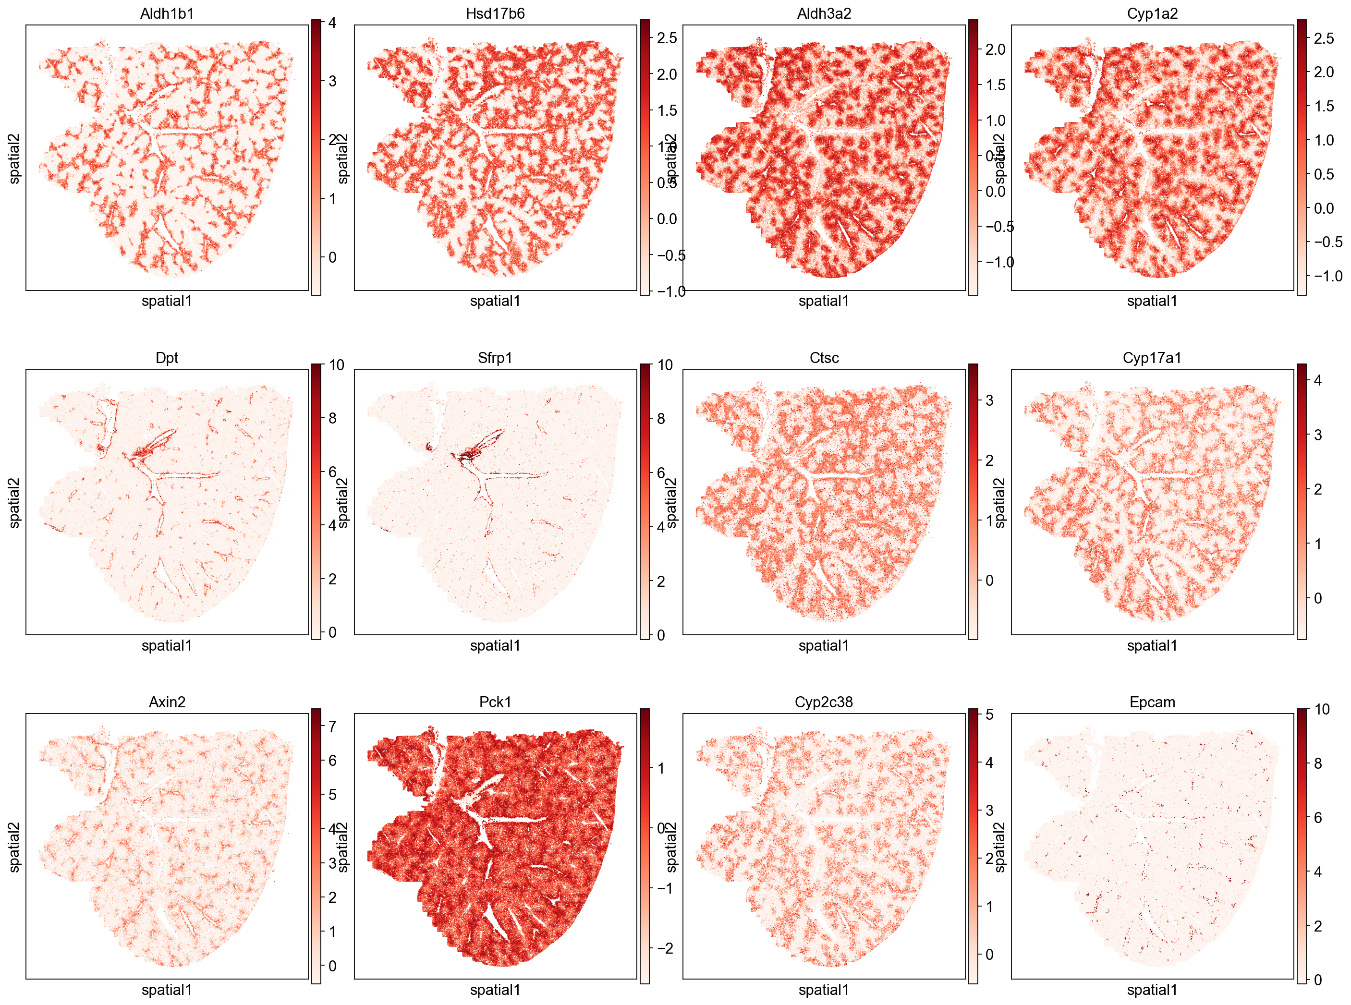 Aldh1b1
Hsd17b6
Aldh3a2
Cyp1a2
spatial2
spatial1
4
3
2
1
0
spatial2
spatial1
2.5
2.0
1.5
1.0
0.5
0.0
−0.5
−1.0
spatial2
spatial1
2.0
1.5
1.0
0.5
0.0
−0.5
−1.0
spatial2
spatial1
2.5
2.0
1.5
1.0
0.5
0.0
−0.5
−1.0
Dpt
Sfrp1
Ctsc
Cyp17a1
spatial2
spatial1
10
8
6
4
2
0
spatial2
spatial1
10
8
6
4
2
0
spatial2
spatial1
3
2
1
0
spatial2
spatial1
4
3
2
1
0
Axin2
Pck1
Cyp2c38
Epcam
spatial2
spatial1
7
6
5
4
3
2
1
0
spatial2
spatial1
1
0
−1
−2
spatial2
spatial1
5
4
3
2
1
0
spatial2
spatial1
10
8
6
4
2
0